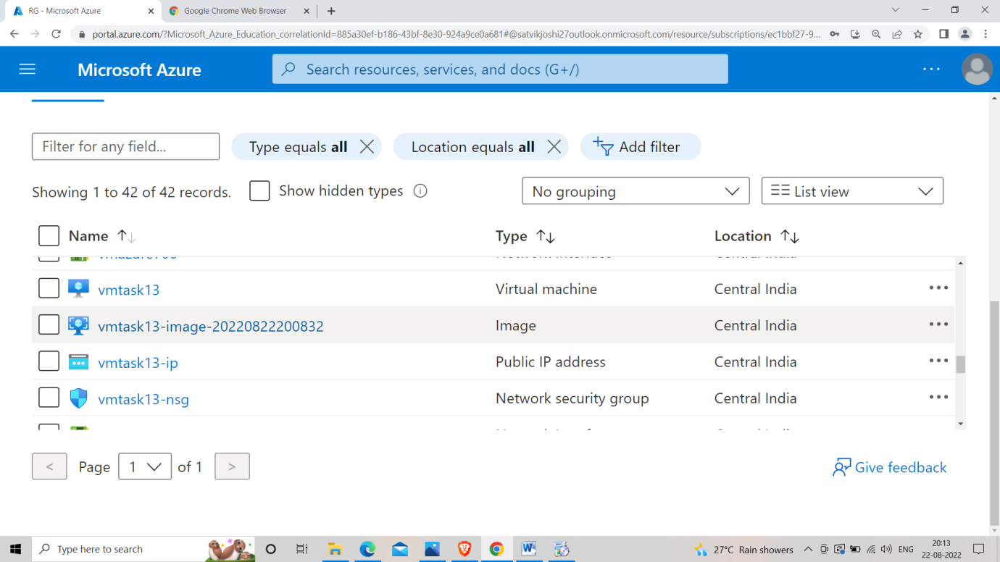 RG - Microsoft Azure
Google Chrome Web Browser
portal.azure.com/?Microsoft_Azure_Education_correlationId=885a30ef-b186-43bf-8e30-924a9ce0a681#@satvikjoshi27outlook.onmicrosoft.com/resource/subscriptions/ec1bbf27-9...
Microsoft Azure
Search resources, services, and docs (G+/)
Filter for any field...
Type equals all
Location equals all
Add filter
Showing 1 to 42 of 42 records.
Show hidden types
No grouping
List view
Name Type Location
vmtask13 Virtual machine Central India
vmtask13-image-20220822200832 Image Central India
vmtask13-ip Public IP address Central India
vmtask13-nsg Network security group Central India
< Page 1 of 1 >
Give feedback
Type here to search
27°C Rain showers
ENG
20:13
22-08-2022